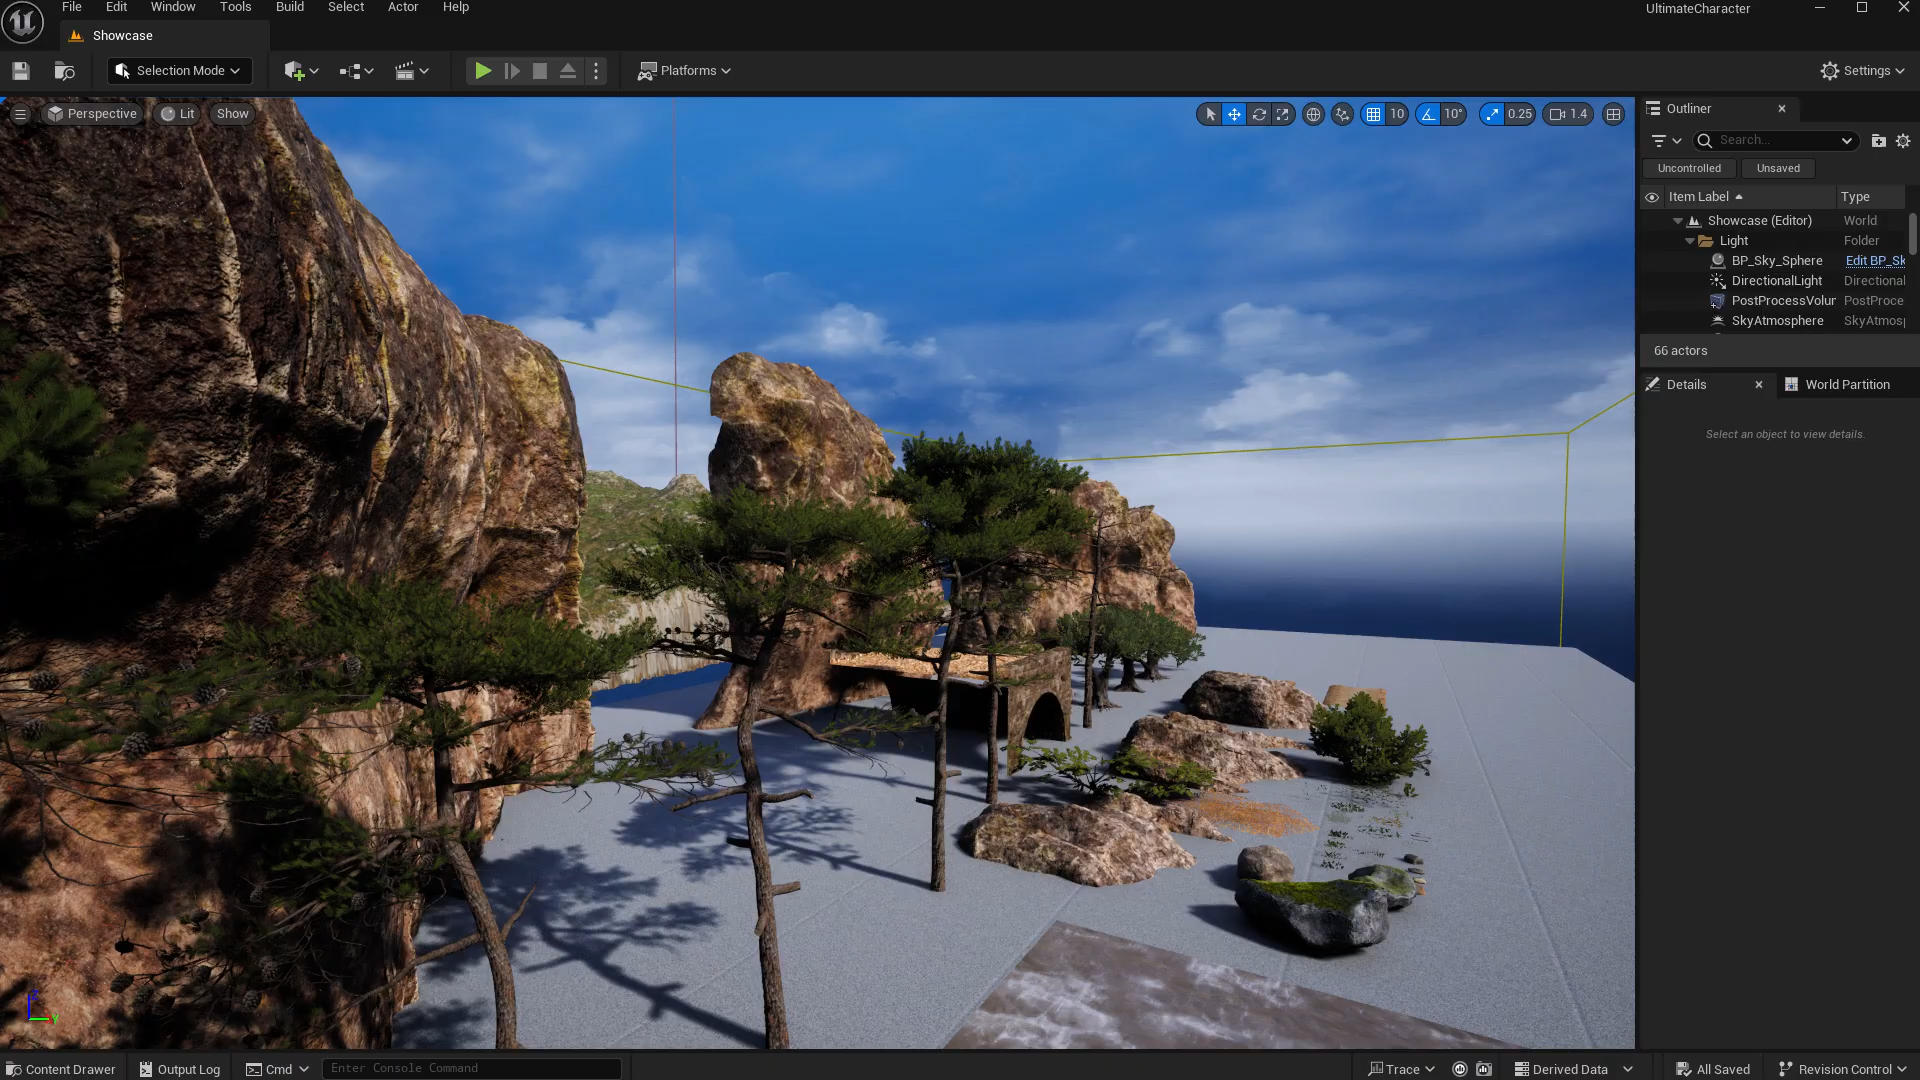 File Edit Window Tools Build Select Actor Help
UltimateCharacter
Showcase
Selection Mode
Platforms
Settings
Perspective
Lit
Show
10
10°
0.25
1.4
Outliner
Search...
Uncontrolled
Unsaved
Item Label
Type
Showcase (Editor)
World
Light
Folder
BP_Sky_Sphere
Edit BP_Sk
DirectionalLight
Directional
PostProcessVolum
PostProce
SkyAtmosphere
SkyAtmosp
66 actors
Details
World Partition
Select an object to view details.
Z
Y
Content Drawer
Output Log
Cmd
Enter Console Command
Trace
Derived Data
All Saved
Revision Control